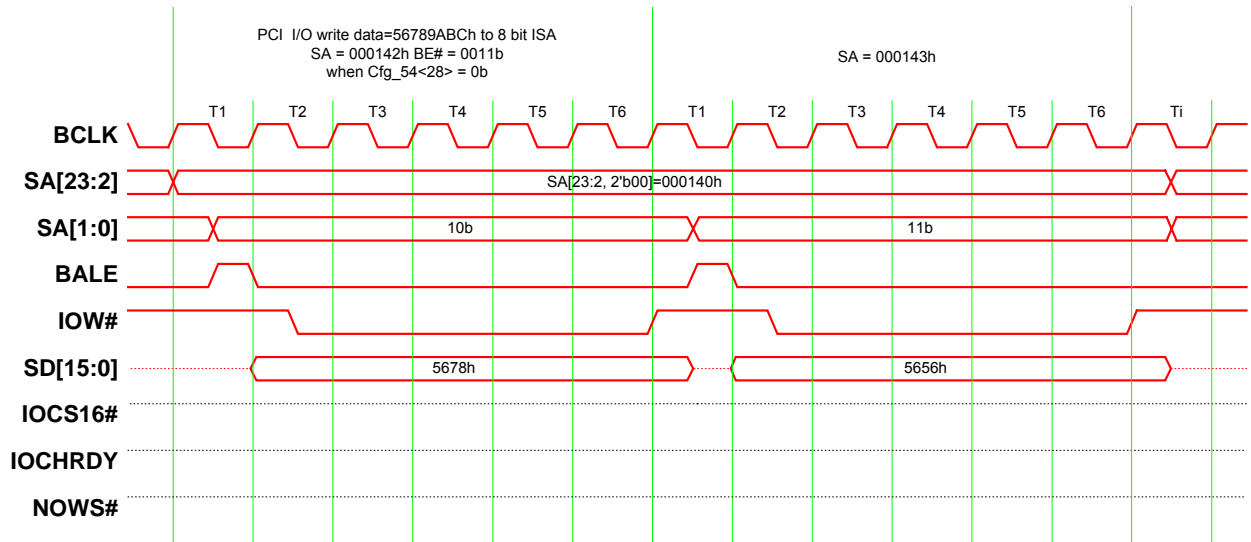 PCI I/O write data=56789ABCh to 8 bit ISA
SA = 000142h BE# = 0011b
when Cfg_54<28> = 0b
SA = 000143h
T1 T2 T3 T4 T5 T6 T1 T2 T3 T4 T5 T6 Ti
BCLK
SA[23:2] SA[23:2, 2'b00]=000140h
SA[1:0] 10b 11b
BALE
IOW#
SD[15:0] 5678h 5656h
IOCS16#
IOCHRDY
NOWS#